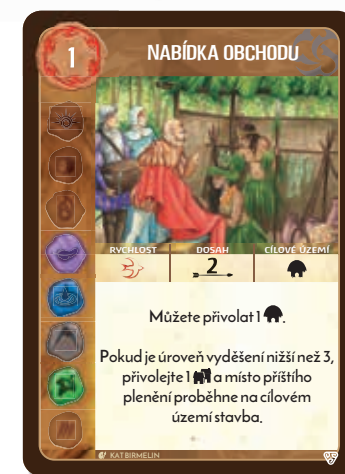 1
NABÍDKA OBCHODU
RYCHLOST DOSAH CÍLOVÉ ÚZEMÍ
2
Můžete přivolat 1 .
Pokud je úroveň vyděšení nižší než 3,
přivolejte 1 a místo příštího
plenění proběhne na cílovém
území stavba.
KAT BIRMELIN